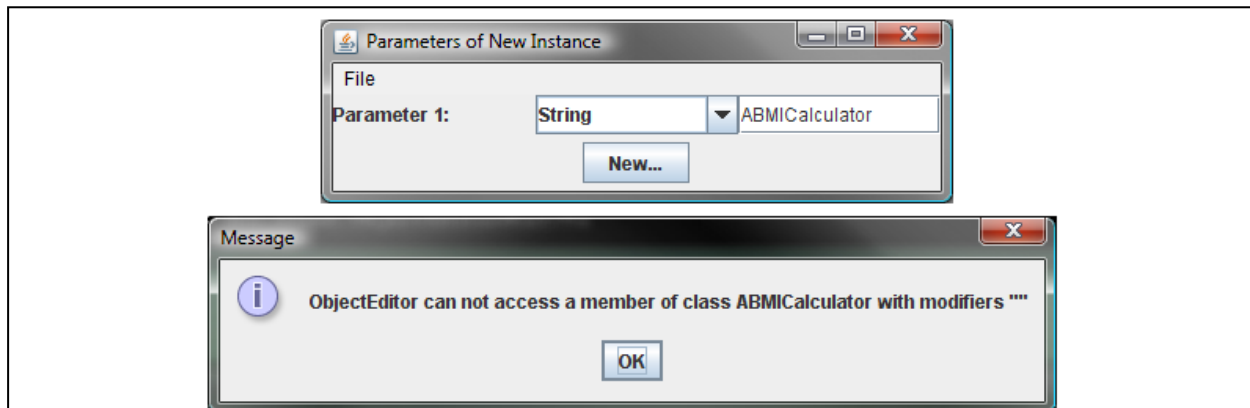 Parameters of New Instance
File
Parameter 1: String ABMICalculator
New...
Message
ObjectEditor can not access a member of class ABMICalculator with modifiers ""
OK